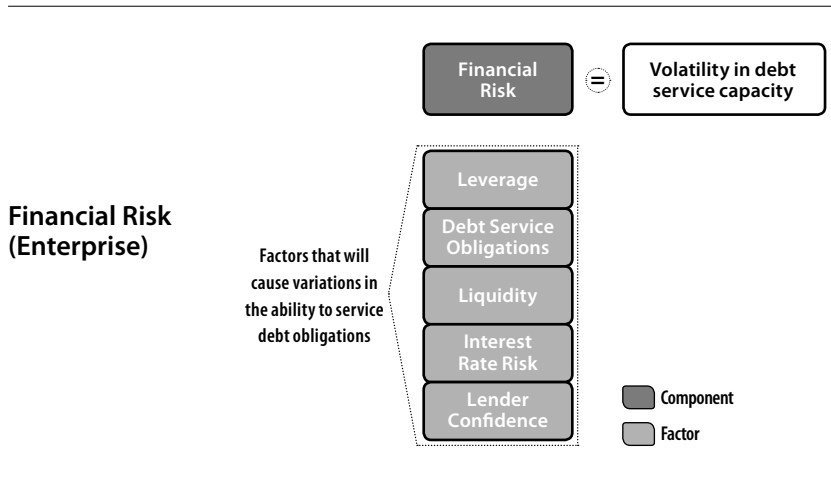 Financial
Risk
=
Volatility in debt
service capacity
Financial Risk
(Enterprise)
Factors that will
cause variations in
the ability to service
debt obligations
Leverage
Debt Service
Obligations
Liquidity
Interest
Rate Risk
Lender
Confidence
Component
Factor